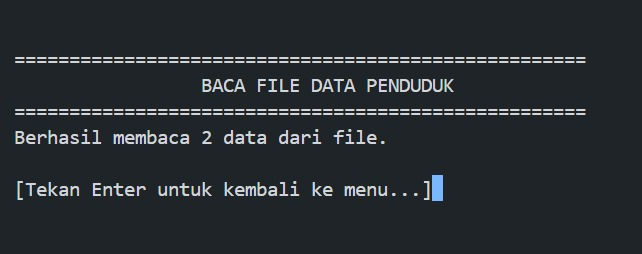 ====================================================
BACA FILE DATA PENDUDUK
====================================================
Berhasil membaca 2 data dari file.
[Tekan Enter untuk kembali ke menu...]